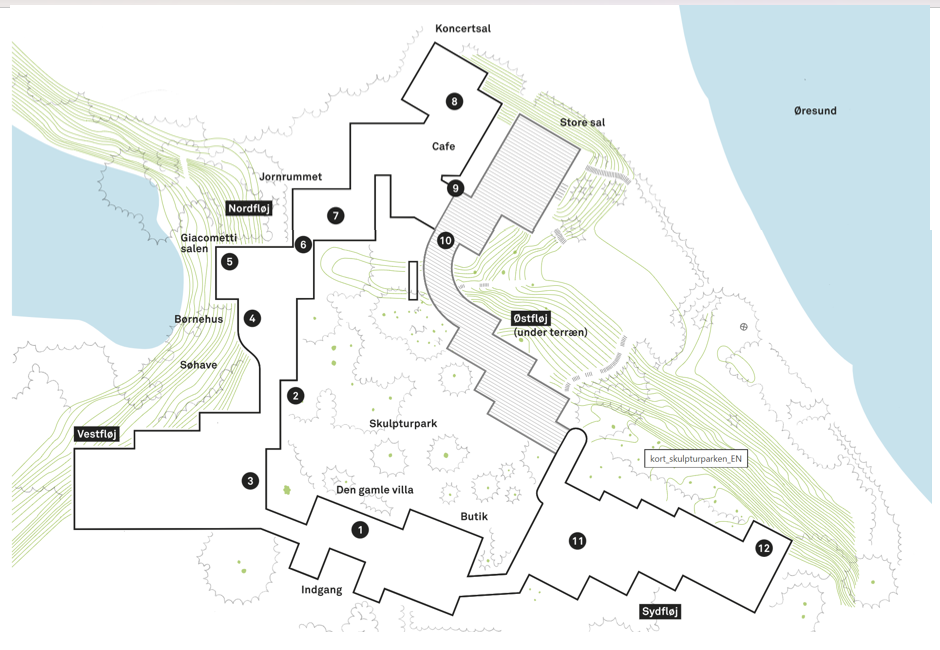 Koncertsal
8
Øresund
Store sal
Cafe
Jornrummet
9
Nordfløj
7
Giacometti
salen
6
10
5
Børnehus
4
Østfløj
(under terræn)
Søhave
2
Skulpturpark
Vestfløj
kort_skulpturparken_EN
3
Den gamle villa
Butik
1
11
12
Indgang
Sydfløj